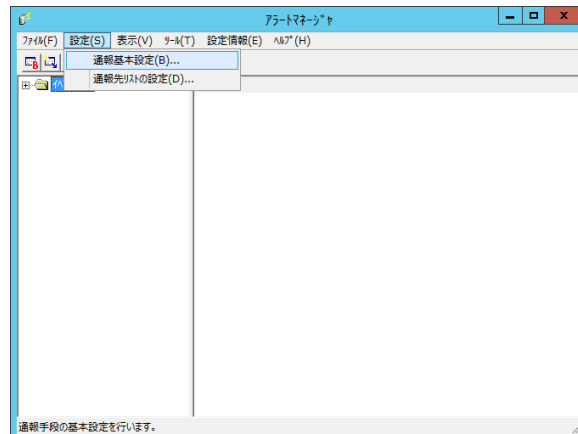 アラートマネージャ
ファイル(F) 設定(S) 表示(V) ツール(T) 設定情報(E) ヘルプ(H)
通報基本設定(B)...
通報先リストの設定(D)...
通報手段の基本設定を行います。